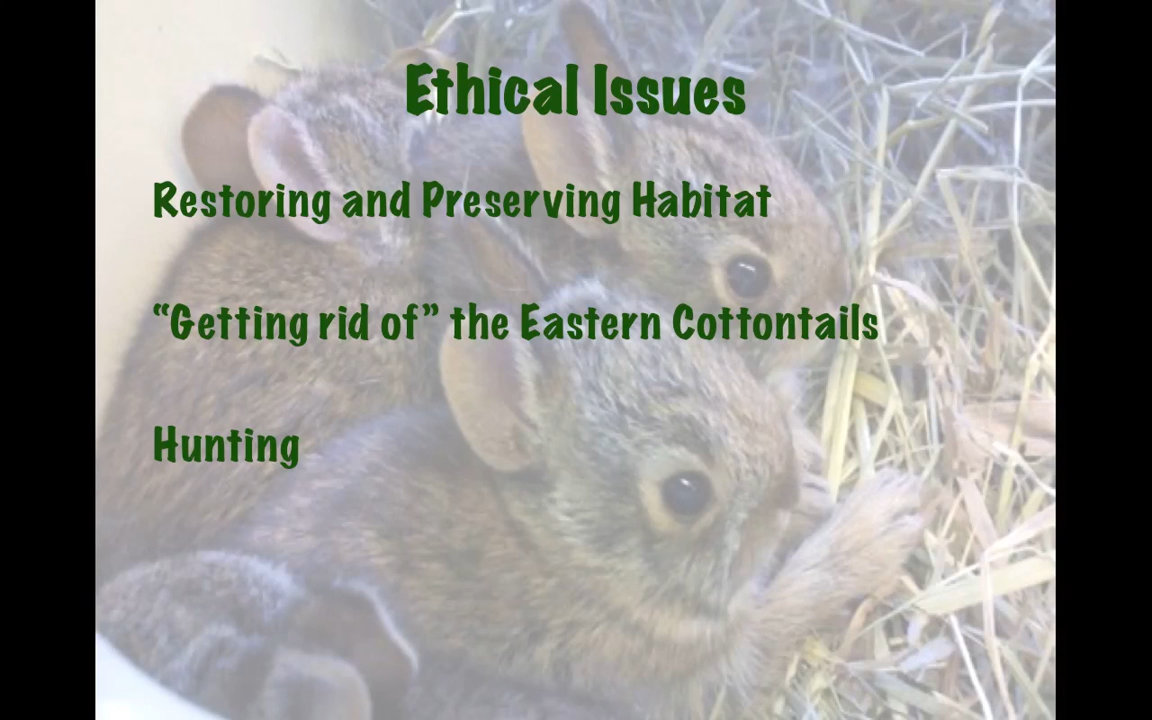 Ethical Issues
Restoring and Preserving Habitat
“Getting rid of” the Eastern Cottontails
Hunting